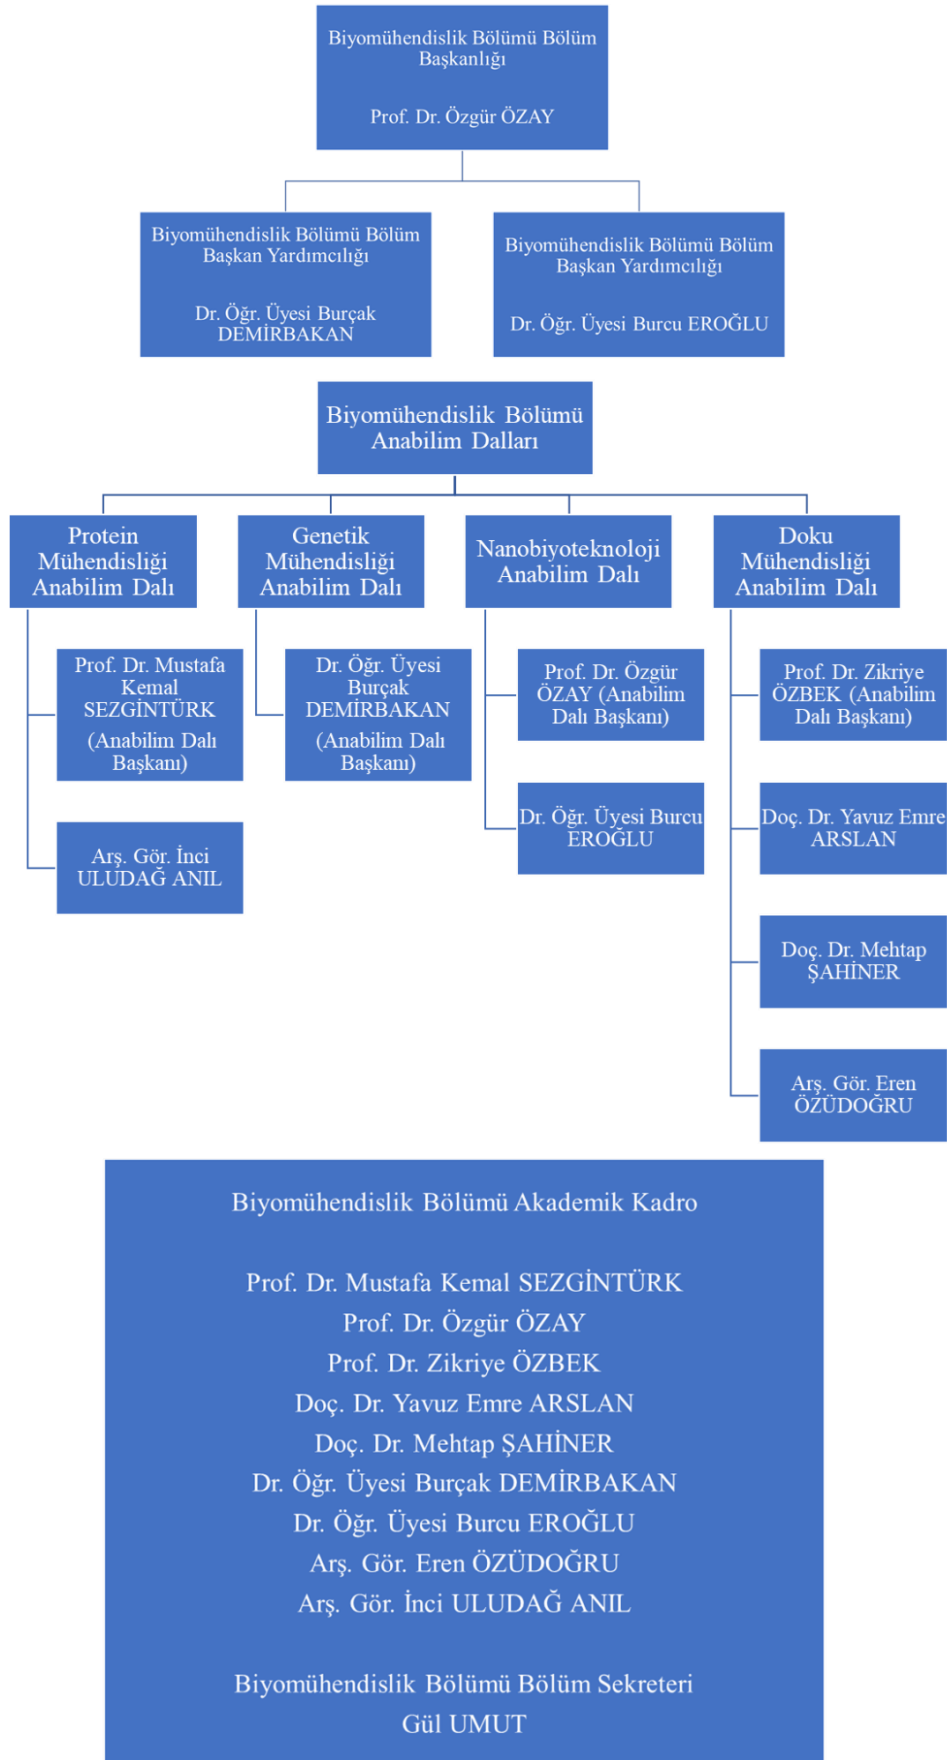 Biyomühendislik Bölümü Bölüm
Başkanlığı
Prof. Dr. Özgür ÖZAY
Biyomühendislik Bölümü Bölüm
Başkan Yardımcılığı
Dr. Öğr. Üyesi Burçak
DEMİRBAKAN
Biyomühendislik Bölümü Bölüm
Başkan Yardımcılığı
Dr. Öğr. Üyesi Burcu EROĞLU
Biyomühendislik Bölümü
Anabilim Dalları
Protein
Mühendisliği
Anabilim Dalı
Prof. Dr. Mustafa
Kemal
SEZGİNTÜRK
(Anabilim Dalı
Başkanı)
Arş. Gör. İnci
ULUDAĞ ANIL
Genetik
Mühendisliği
Anabilim Dalı
Dr. Öğr. Üyesi
Burçak
DEMİRBAKAN
(Anabilim Dalı
Başkanı)
Nanobiyoteknoloji
Anabilim Dalı
Prof. Dr. Özgür
ÖZAY (Anabilim
Dalı Başkanı)
Dr. Öğr. Üyesi Burcu
EROĞLU
Doku
Mühendisliği
Anabilim Dalı
Prof. Dr. Zikriye
ÖZBEK (Anabilim
Dalı Başkanı)
Doç. Dr. Yavuz Emre
ARSLAN
Doç. Dr. Mehtap
ŞAHİNER
Arş. Gör. Eren
ÖZÜDOĞRU
Biyomühendislik Bölümü Akademik Kadro
Prof. Dr. Mustafa Kemal SEZGİNTÜRK
Prof. Dr. Özgür ÖZAY
Prof. Dr. Zikriye ÖZBEK
Doç. Dr. Yavuz Emre ARSLAN
Doç. Dr. Mehtap ŞAHİNER
Dr. Öğr. Üyesi Burçak DEMİRBAKAN
Dr. Öğr. Üyesi Burcu EROĞLU
Arş. Gör. Eren ÖZÜDOĞRU
Arş. Gör. İnci ULUDAĞ ANIL
Biyomühendislik Bölümü Bölüm Sekreteri
Gül UMUT